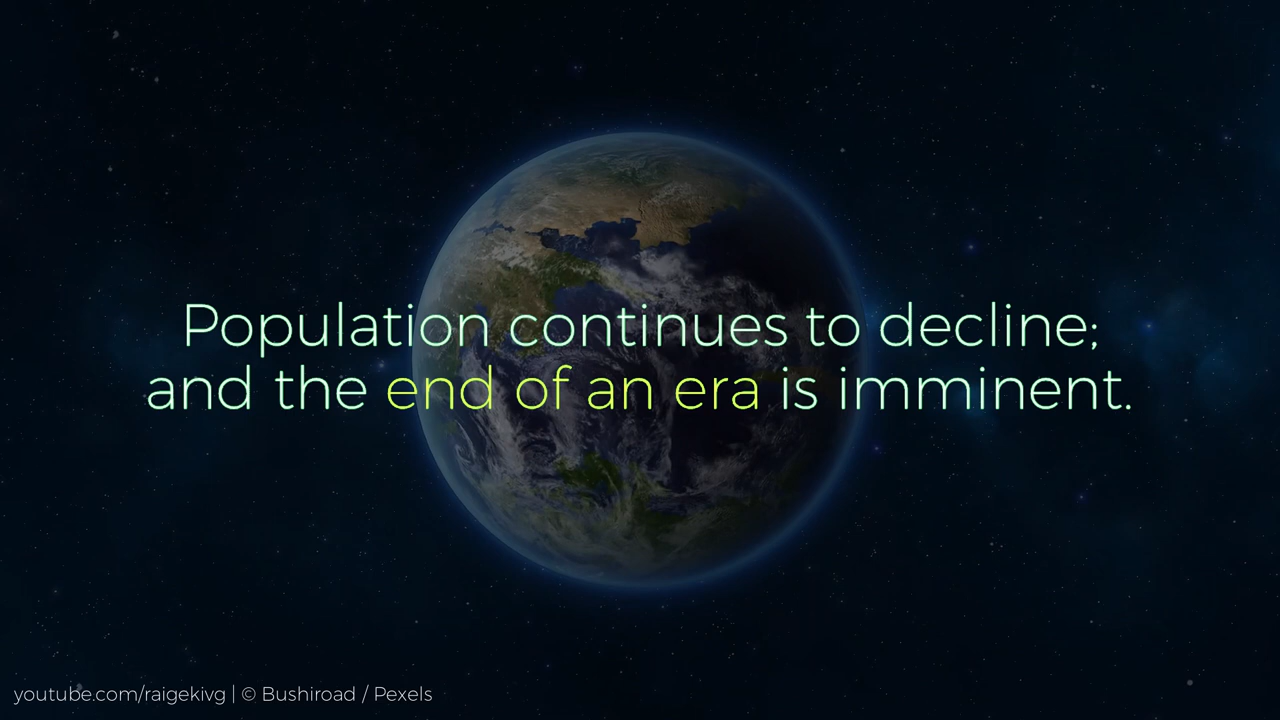 Population continues to decline;
and the end of an era is imminent.
youtube.com/raigekivg | © Bushiroad / Pexels